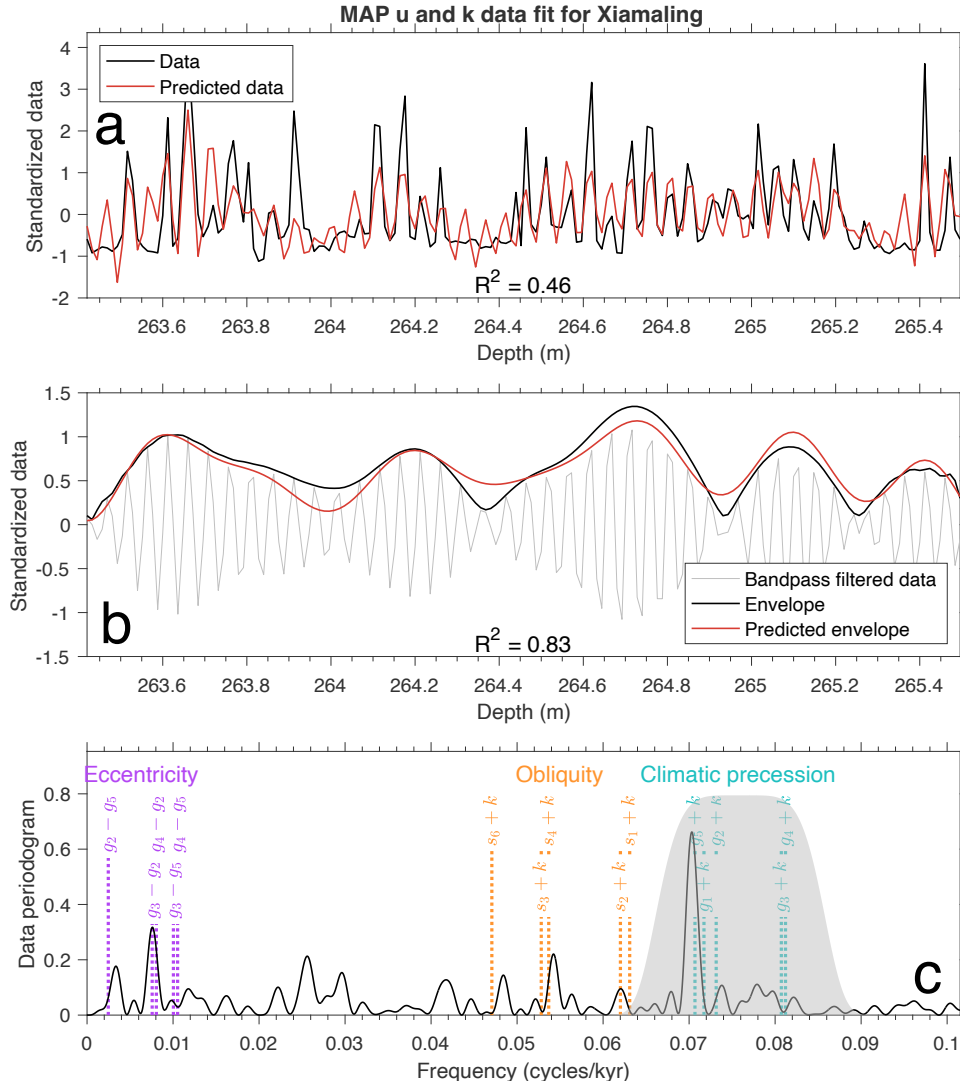 MAP u and k data fit for Xiamaling
4
3
2
1
0
-1
-2
Standardized data
Data
Predicted data
a
R² = 0.46
263.6 263.8 264 264.2 264.4 264.6 264.8 265 265.2 265.4
Depth (m)
1.5
1
0.5
0
-0.5
-1
-1.5
Standardized data
Bandpass filtered data
Envelope
Predicted envelope
b
R² = 0.83
263.6 263.8 264 264.2 264.4 264.6 264.8 265 265.2 265.4
Depth (m)
0.8
0.6
0.4
0.2
0
Data periodogram
Eccentricity
Obliquity
Climatic precession
g₂ − g₅
g₃ − g₂
g₄ − g₂
g₃ − g₅
g₄ − g₅
s₆ + k
s₃ + k
s₄ + k
s₂ + k
s₁ + k
g₅ + k
g₁ + k
g₂ + k
g₃ + k
g₄ + k
c
0 0.01 0.02 0.03 0.04 0.05 0.06 0.07 0.08 0.09 0.1
Frequency (cycles/kyr)